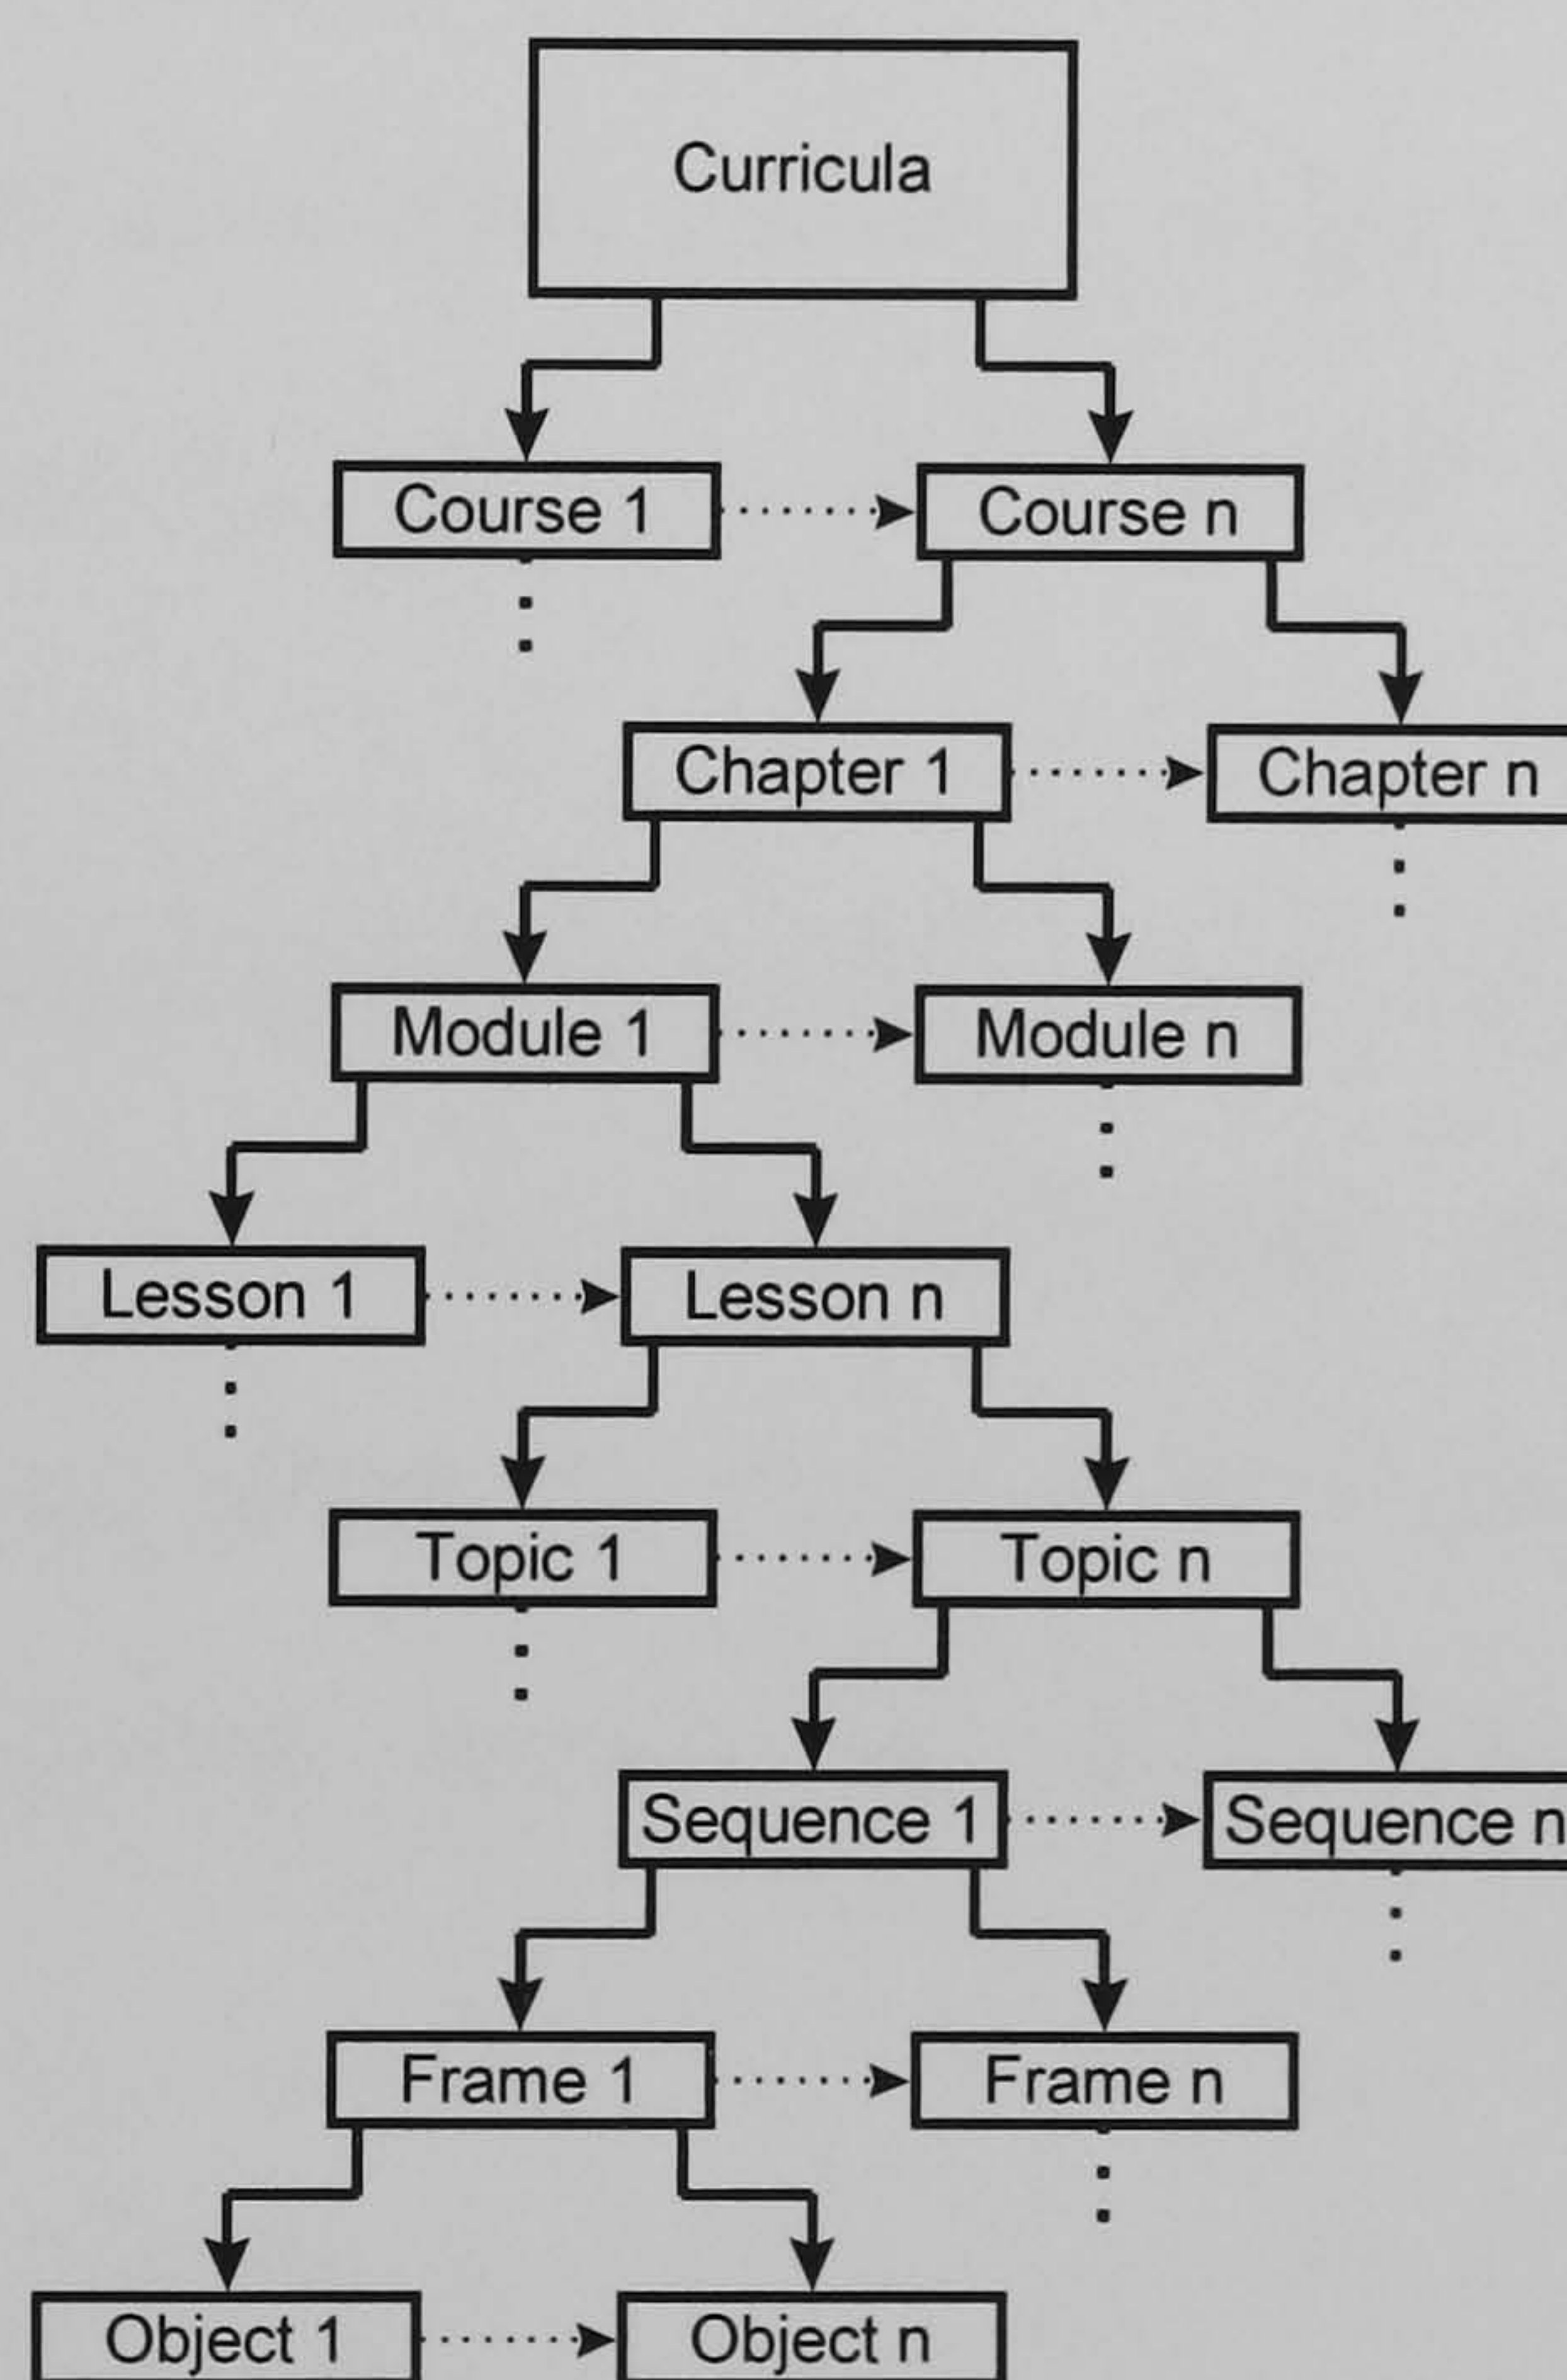 Curricula
Course 1
Course n
Chapter 1
Chapter n
Module 1
Module n
Lesson 1
Lesson n
Topic 1
Topic n
Sequence 1
Sequence n
Frame 1
Frame n
Object 1
Object n